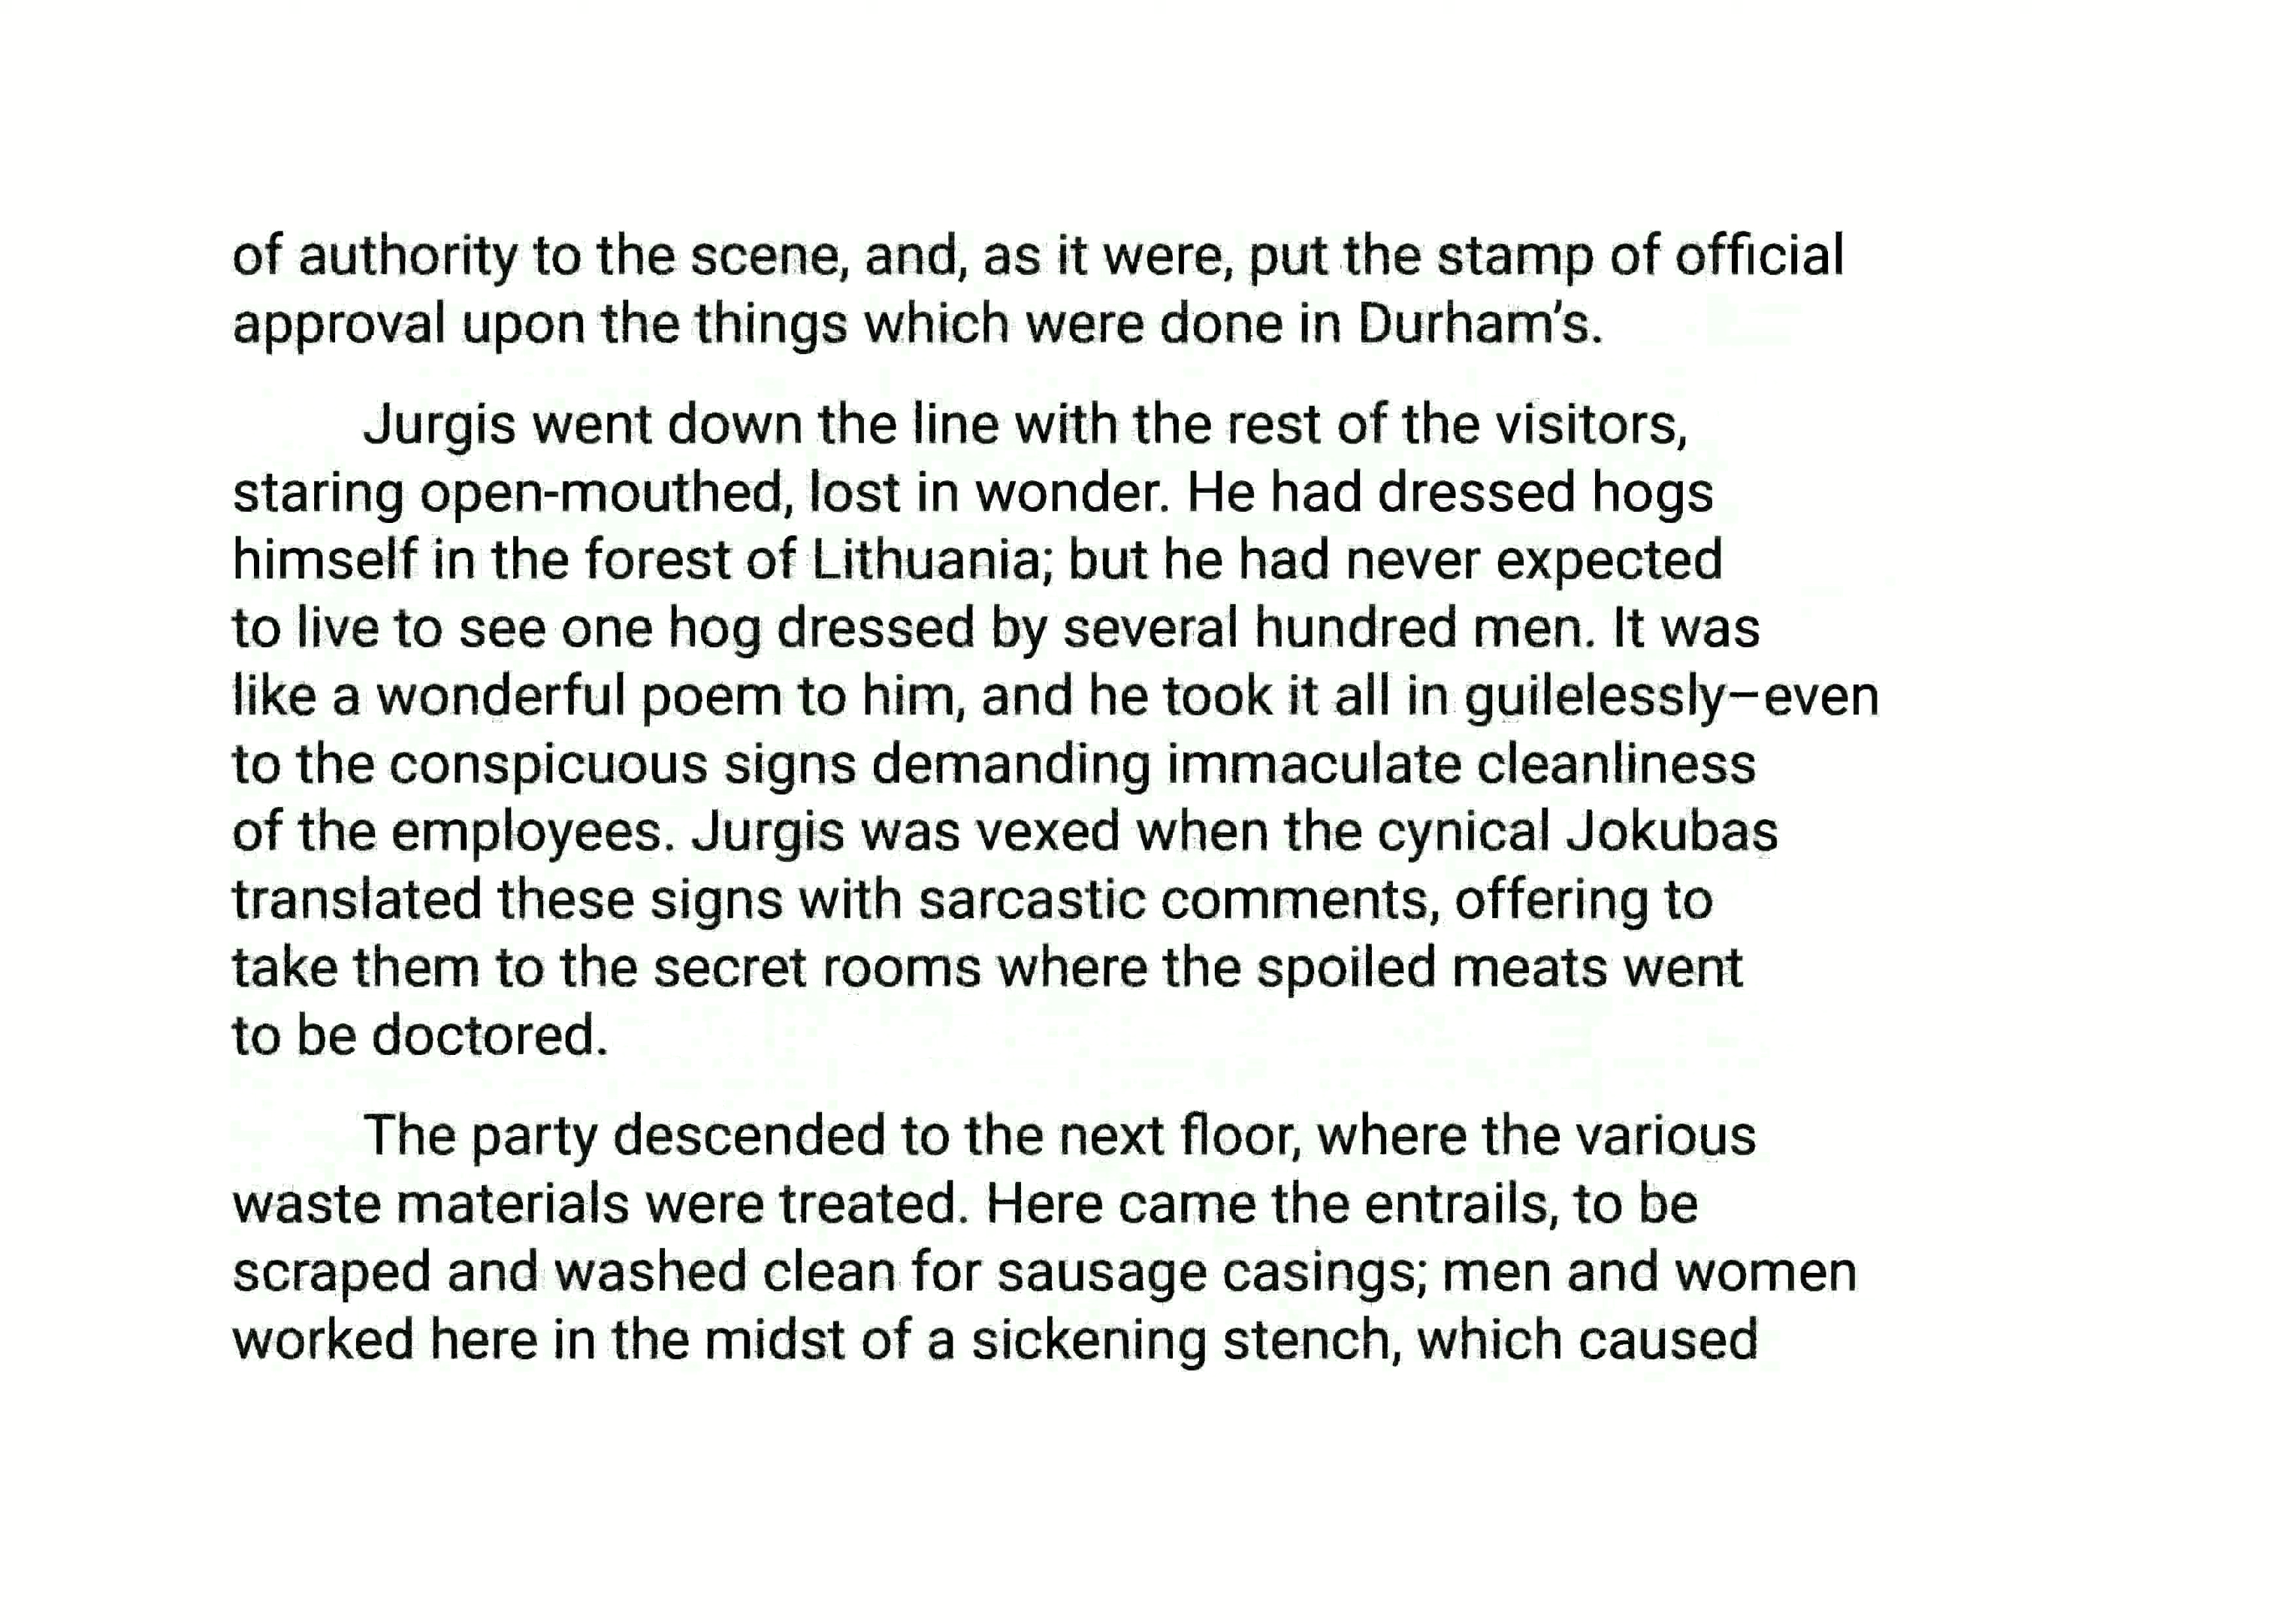 of authority to the scene, and, as it were, put the stamp of official
approval upon the things which were done in Durham's.
Jurgis went down the line with the rest of the visitors,
staring open-mouthed, lost in wonder. He had dressed hogs
himself in the forest of Lithuania; but he had never expected
to live to see one hog dressed by several hundred men. It was
like a wonderful poem to him, and he took it all in guilelessly–even
to the conspicuous signs demanding immaculate cleanliness
of the employees. Jurgis was vexed when the cynical Jokubas
translated these signs with sarcastic comments, offering to
take them to the secret rooms where the spoiled meats went
to be doctored.
The party descended to the next floor, where the various
waste materials were treated. Here came the entrails, to be
scraped and washed clean for sausage casings; men and women
worked here in the midst of a sickening stench, which caused